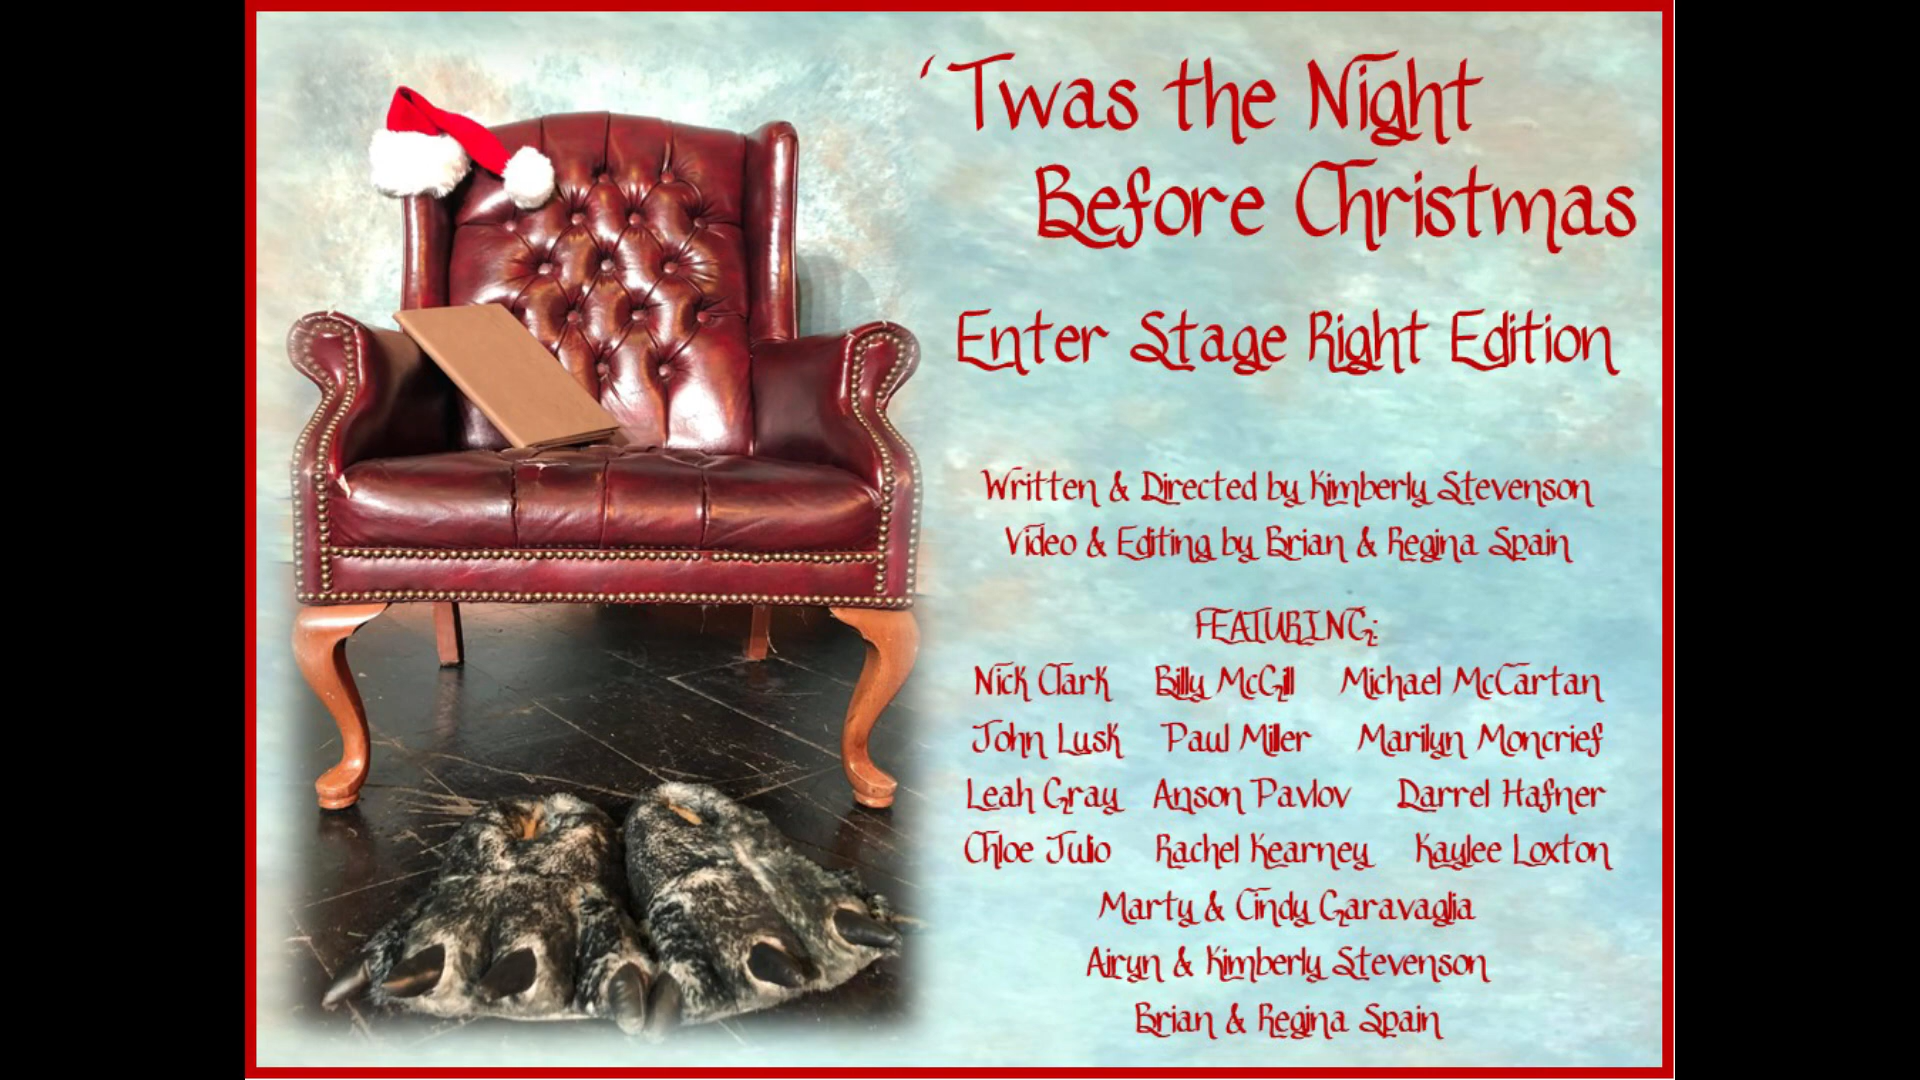 ‘Twas the Night
Before Christmas
Enter Stage Right Edition
Written & Directed by Kimberly Stevenson
Video & Editing by Brian & Regina Spain
FEATURING:
Nick Clark Billy McGill Michael McCartan
John Lusk Paul Miller Marilyn Moncrief
Leah Gray Anson Pavlov Darrel Hafner
Chloe Julio Rachel Kearney Kaylee Loxton
Marty & Cindy Garavaglia
Airyn & Kimberly Stevenson
Brian & Regina Spain